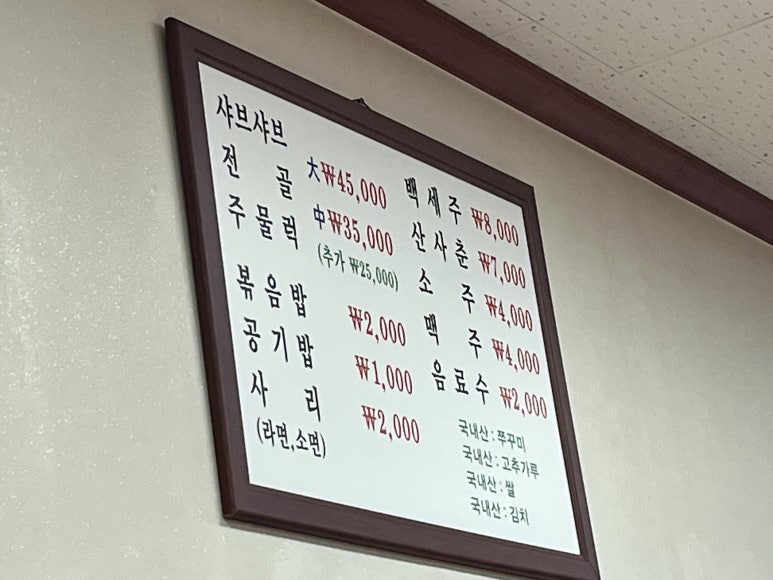 샤브샤브
전 골 大₩45,000
주물럭 中₩35,000
(추가 ₩25,000)
볶음밥 ₩2,000
공기밥 ₩1,000
사 리 ₩2,000
(라면,소면)
백세주 ₩8,000
산사춘 ₩7,000
소 주 ₩4,000
맥 주 ₩4,000
음료수 ₩2,000
국내산 : 쭈꾸미
국내산 : 고추가루
국내산 : 쌀
국내산 : 김치